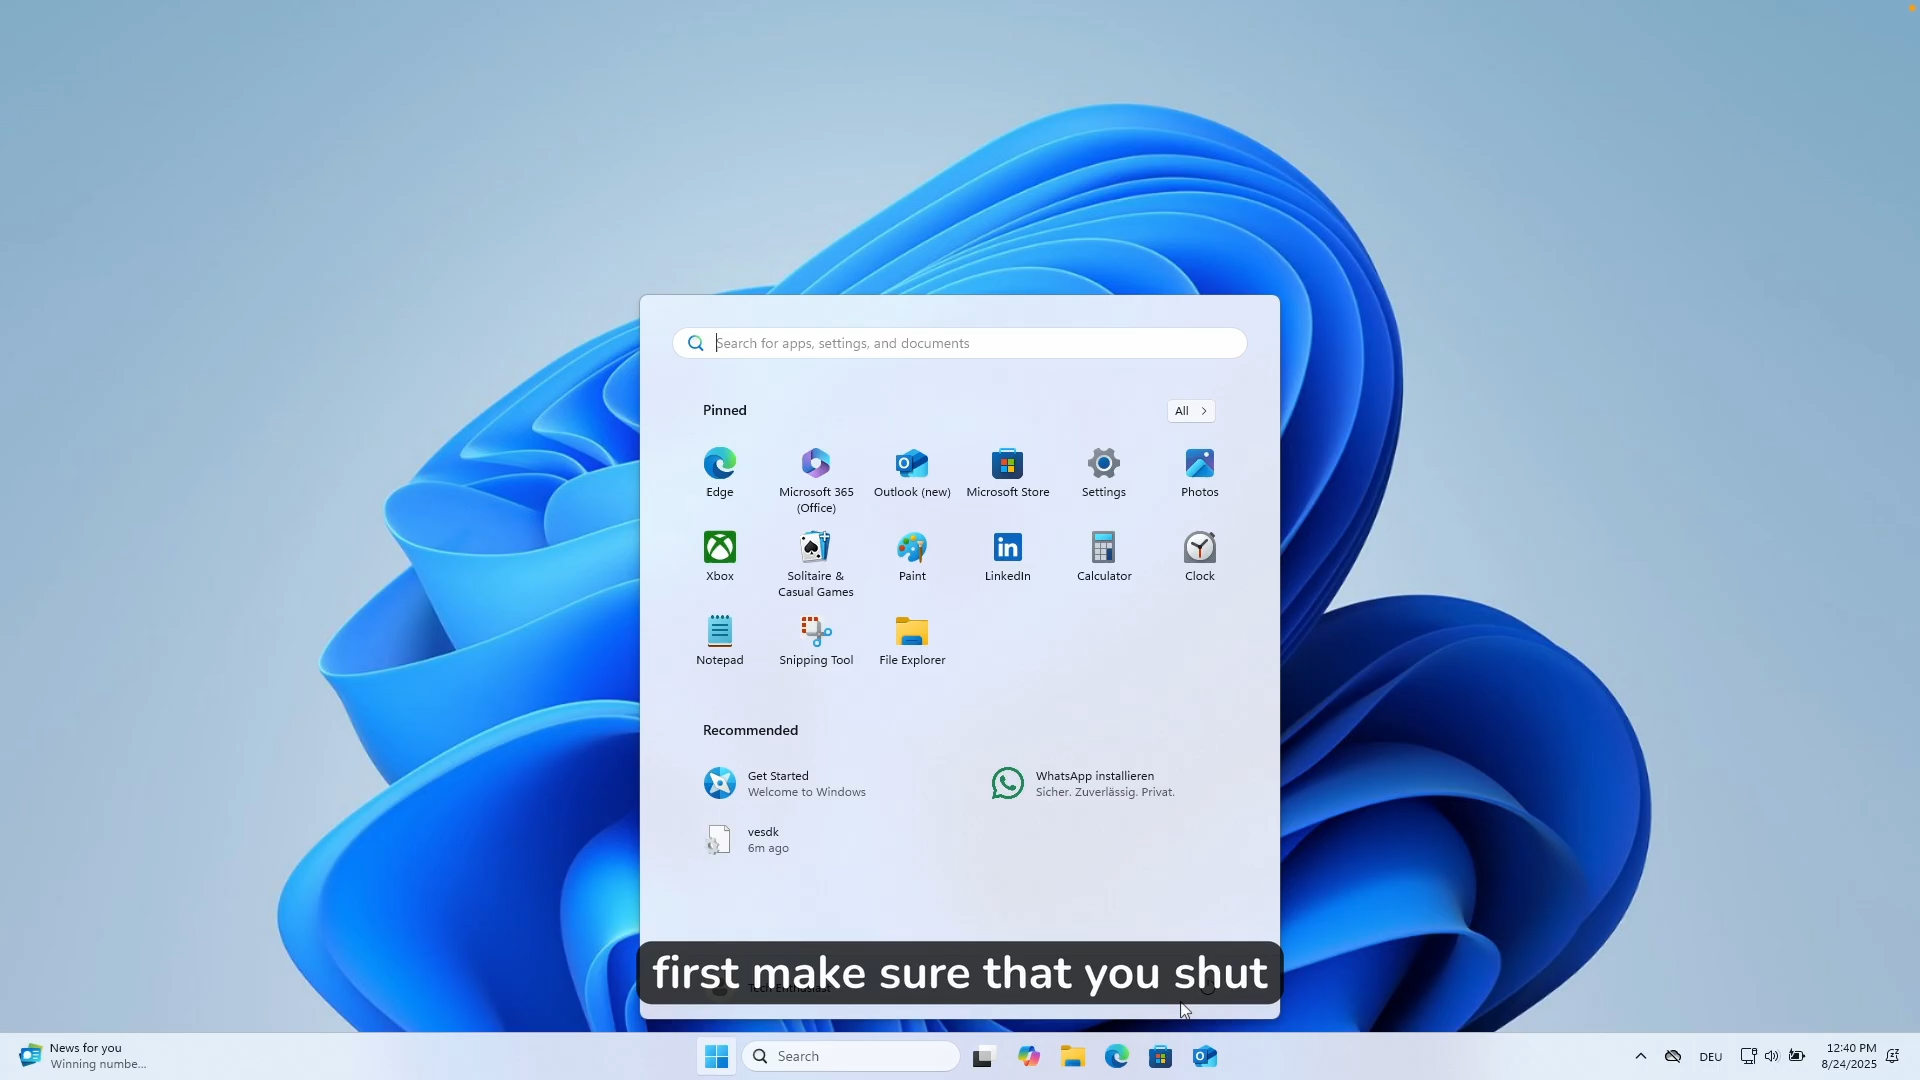 Search for apps, settings, and documents
Pinned
All
Edge
Microsoft 365
(Office)
Outlook (new)
Microsoft Store
Settings
Photos
Xbox
Solitaire &
Casual Games
Paint
LinkedIn
Calculator
Clock
Notepad
Snipping Tool
File Explorer
Recommended
Get Started
Welcome to Windows
WhatsApp installieren
Sicher. Zuverlässig. Privat.
vesdk
6m ago
first make sure that you shut
Tech Enthusiast
News for you
Winning numbe...
Search
DEU
12:40 PM
8/24/2025